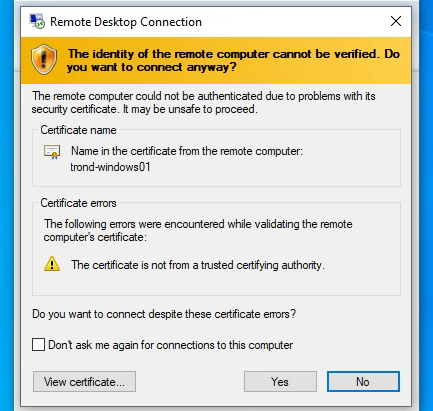 Remote Desktop Connection
The identity of the remote computer cannot be verified. Do
you want to connect anyway?
The remote computer could not be authenticated due to problems with its
security certificate. It may be unsafe to proceed.
Certificate name
Name in the certificate from the remote computer:
trond-windows01
Certificate errors
The following errors were encountered while validating the remote
computer's certificate:
The certificate is not from a trusted certifying authority.
Do you want to connect despite these certificate errors?
Don't ask me again for connections to this computer
View certificate... Yes No